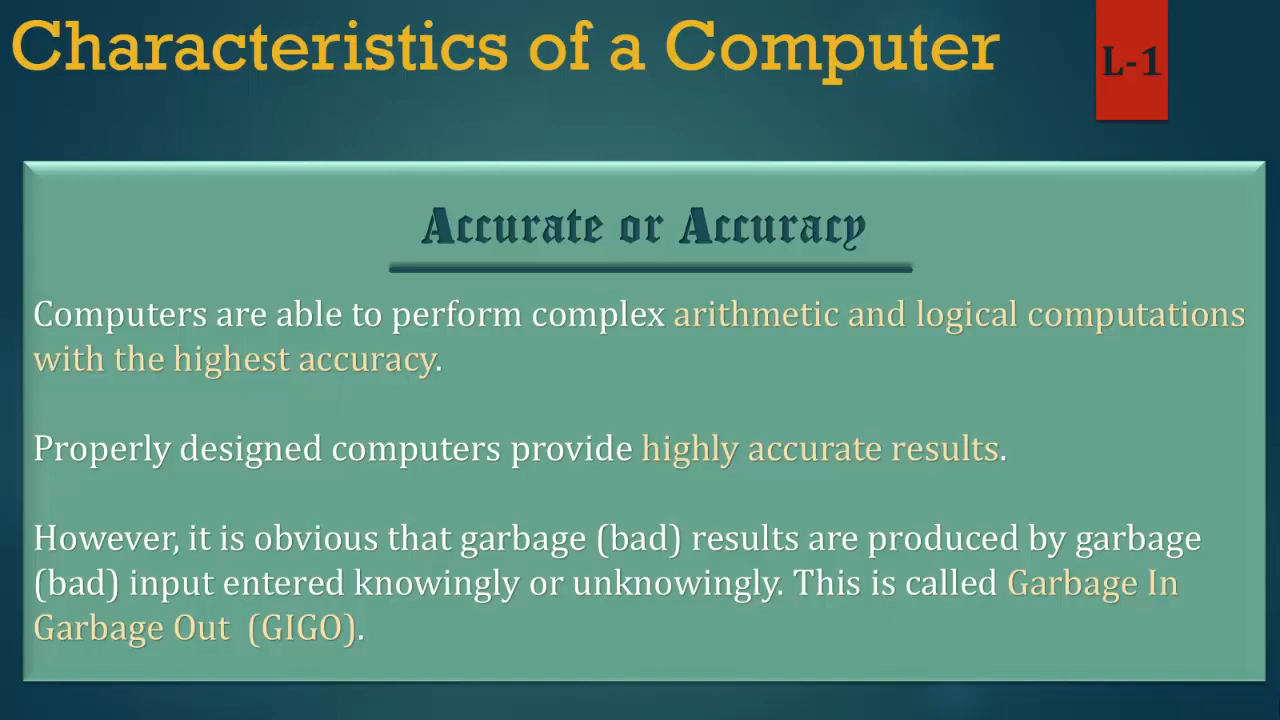 Characteristics of a Computer
L-1
Accurate or Accuracy
Computers are able to perform complex arithmetic and logical computations
with the highest accuracy.
Properly designed computers provide highly accurate results.
However, it is obvious that garbage (bad) results are produced by garbage
(bad) input entered knowingly or unknowingly. This is called Garbage In
Garbage Out (GIGO).